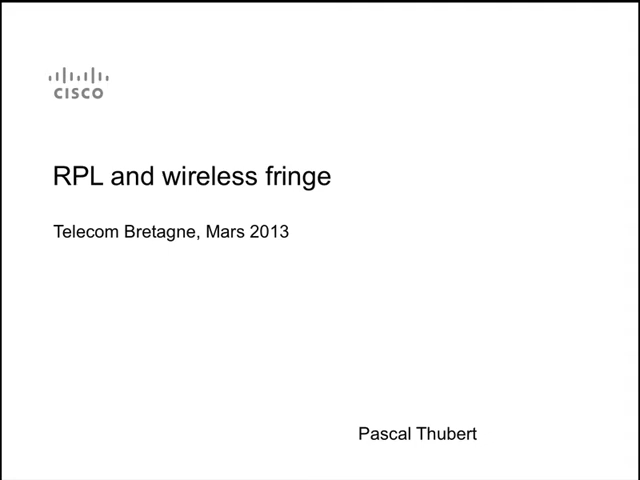 CISCO
RPL and wireless fringe
Telecom Bretagne, Mars 2013
Pascal Thubert